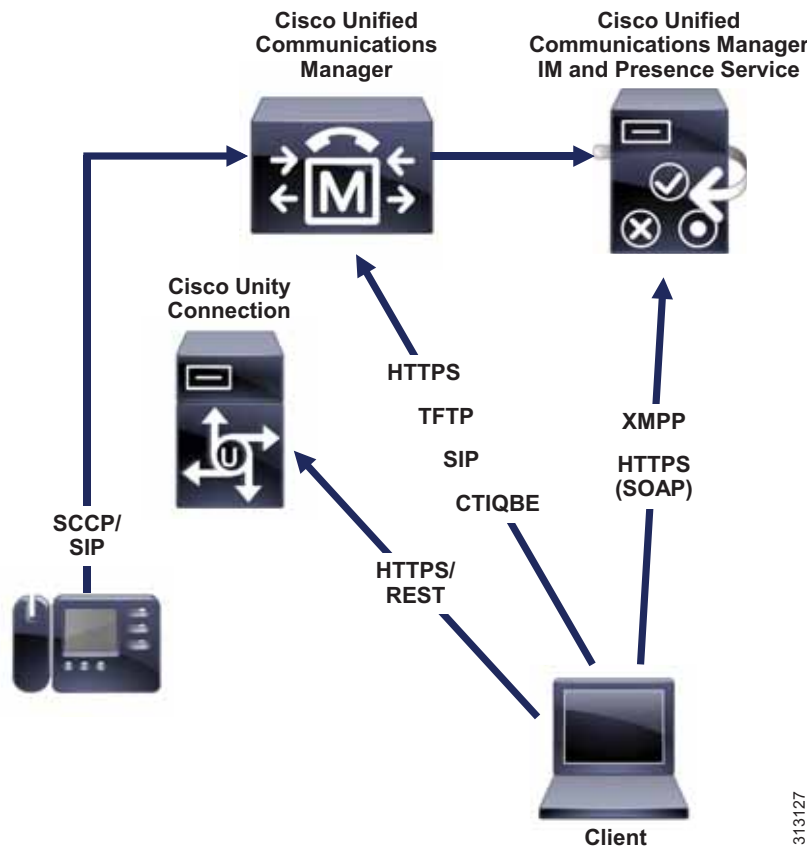 Cisco Unified
Communications
Manager
Cisco Unified
Communications Manager
IM and Presence Service
M
Cisco Unity
Connection
U
HTTPS
TFTP
SIP
CTIQBE
XMPP
HTTPS
(SOAP)
SCCP/
SIP
HTTPS/
REST
Client
313127